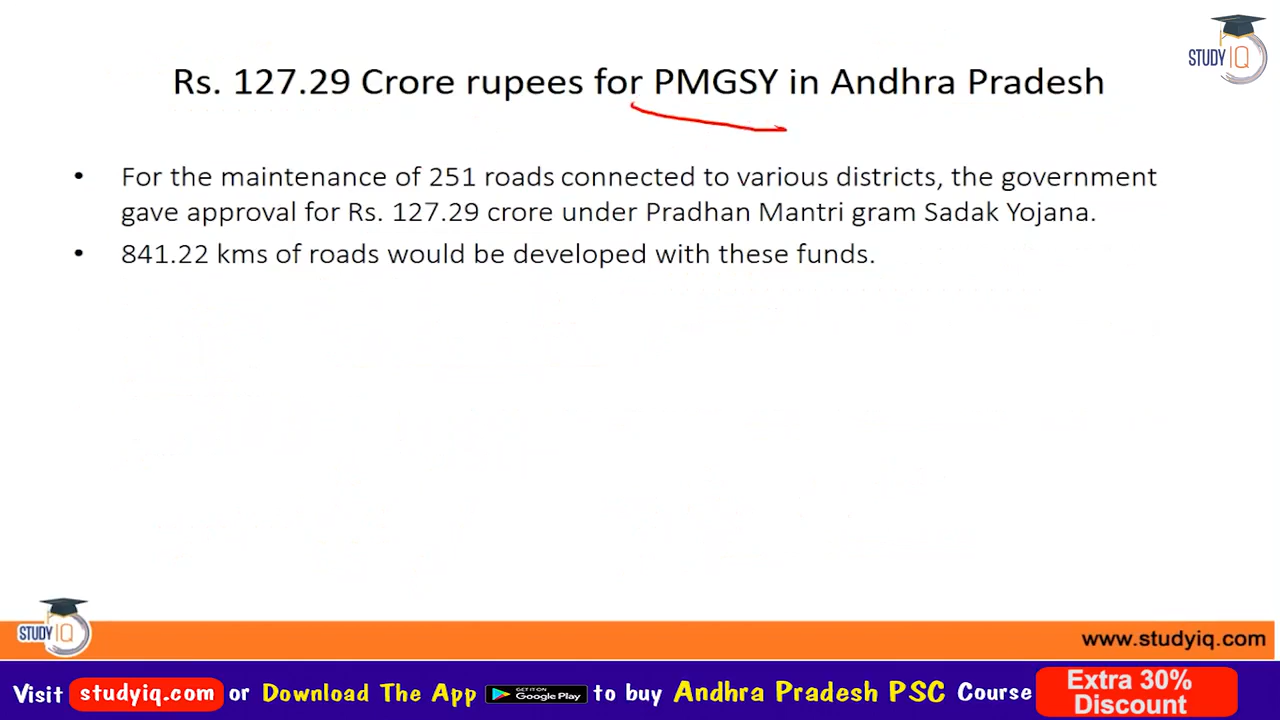 STUDY IQ
Rs. 127.29 Crore rupees for PMGSY in Andhra Pradesh
• For the maintenance of 251 roads connected to various districts, the government
gave approval for Rs. 127.29 crore under Pradhan Mantri gram Sadak Yojana.
• 841.22 kms of roads would be developed with these funds.
STUDY IQ
www.studyiq.com
Visit studyiq.com or Download The App GET IT ON Google Play to buy Andhra Pradesh PSC Course
Extra 30%
Discount